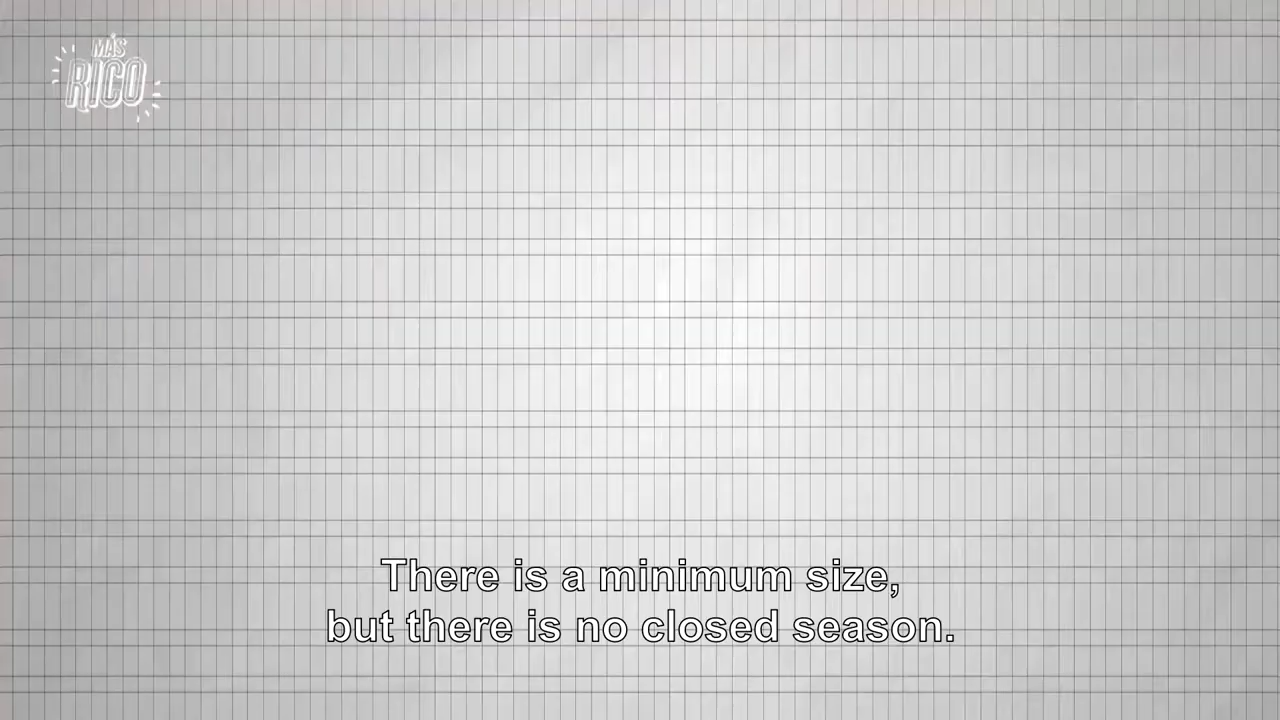 MÁS
RICO
There is a minimum size,
but there is no closed season.